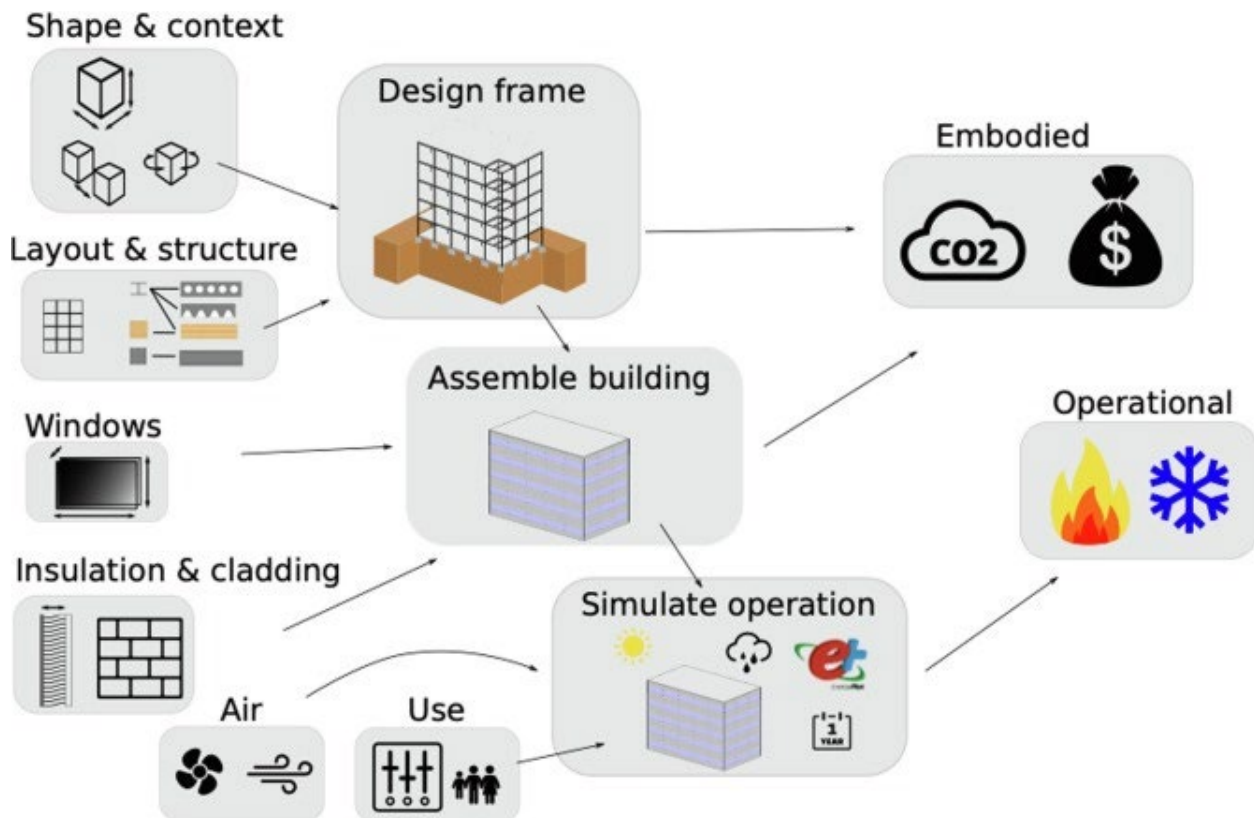 Shape & context
Design frame
Embodied
CO2
$
Layout & structure
Assemble building
Windows
Operational
Insulation & cladding
Simulate operation
et
1
YEAR
Air
Use